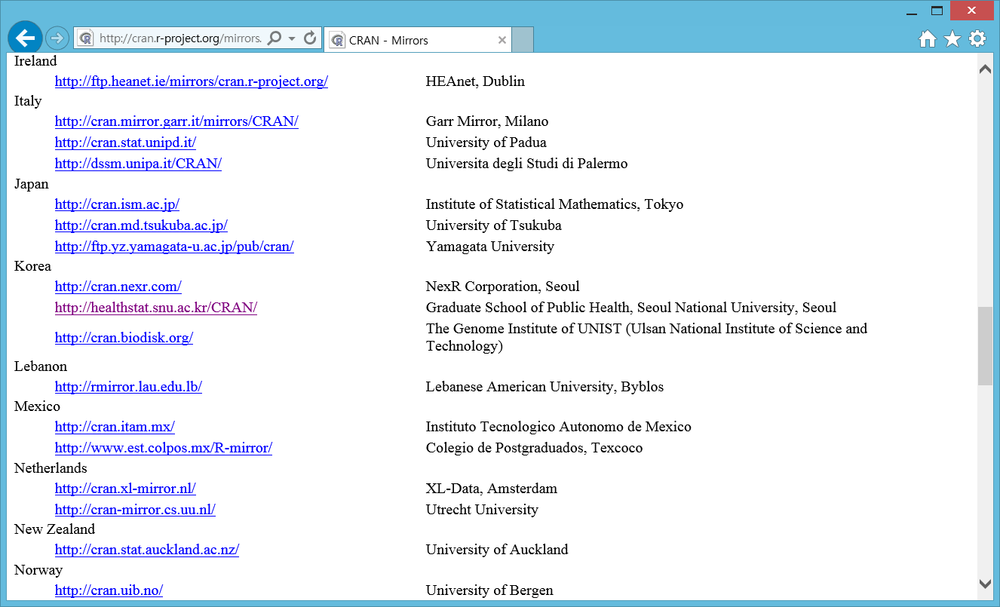 http://cran.r-project.org/mirrors.
CRAN - Mirrors
Ireland
http://ftp.heanet.ie/mirrors/cran.r-project.org/ HEAnet, Dublin
Italy
http://cran.mirror.garr.it/mirrors/CRAN/ Garr Mirror, Milano
http://cran.stat.unipd.it/ University of Padua
http://dssm.unipa.it/CRAN/ Universita degli Studi di Palermo
Japan
http://cran.ism.ac.jp/ Institute of Statistical Mathematics, Tokyo
http://cran.md.tsukuba.ac.jp/ University of Tsukuba
http://ftp.yz.yamagata-u.ac.jp/pub/cran/ Yamagata University
Korea
http://cran.nexr.com/ NexR Corporation, Seoul
http://healthstat.snu.ac.kr/CRAN/ Graduate School of Public Health, Seoul National University, Seoul
http://cran.biodisk.org/ The Genome Institute of UNIST (Ulsan National Institute of Science and
Technology)
Lebanon
http://rmirror.lau.edu.lb/ Lebanese American University, Byblos
Mexico
http://cran.itam.mx/ Instituto Tecnologico Autonomo de Mexico
http://www.est.colpos.mx/R-mirror/ Colegio de Postgraduados, Texcoco
Netherlands
http://cran.xl-mirror.nl/ XL-Data, Amsterdam
http://cran-mirror.cs.uu.nl/ Utrecht University
New Zealand
http://cran.stat.auckland.ac.nz/ University of Auckland
Norway
http://cran.uib.no/ University of Bergen